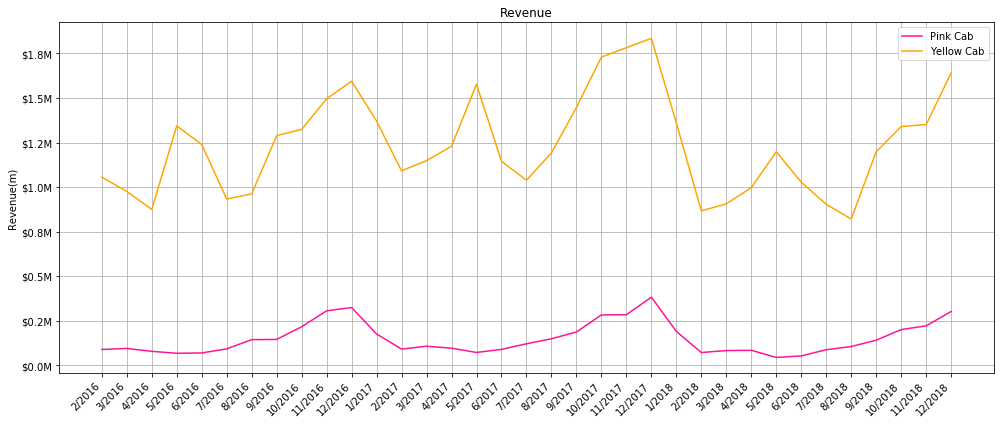 Revenue
Pink Cab
Yellow Cab
Revenue(m)
$1.8M
$1.5M
$1.2M
$1.0M
$0.8M
$0.5M
$0.2M
$0.0M
2/2016
3/2016
4/2016
5/2016
6/2016
7/2016
8/2016
9/2016
10/2016
11/2016
12/2016
1/2017
2/2017
3/2017
4/2017
5/2017
6/2017
7/2017
8/2017
9/2017
10/2017
11/2017
12/2017
1/2018
2/2018
3/2018
4/2018
5/2018
6/2018
7/2018
8/2018
9/2018
10/2018
11/2018
12/2018